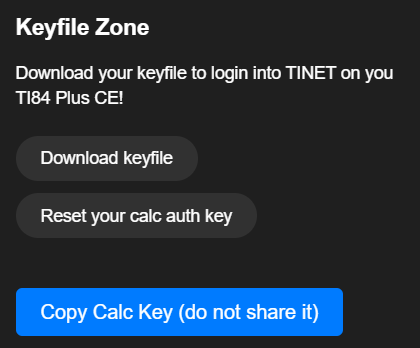 Keyfile Zone
Download your keyfile to login into TINET on you
TI84 Plus CE!
Download keyfile
Reset your calc auth key
Copy Calc Key (do not share it)